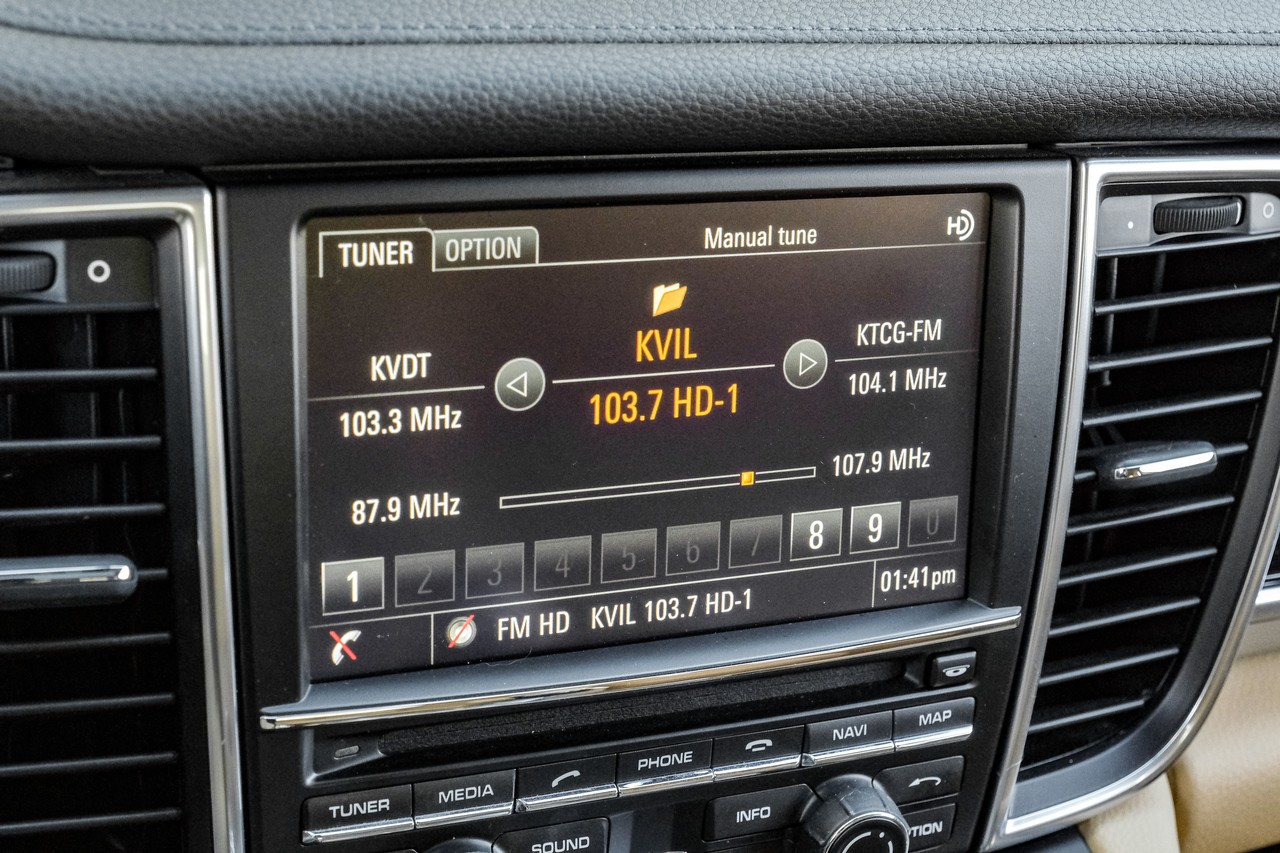 TUNER OPTION Manual tune HD
KVIL
KVDT KTCG-FM
103.3 MHz 103.7 HD-1 104.1 MHz
87.9 MHz 107.9 MHz
1 2 3 4 5 6 7 8 9 0
FM HD KVIL 103.7 HD-1 01:41pm
TUNER MEDIA PHONE NAVI MAP
SOUND INFO